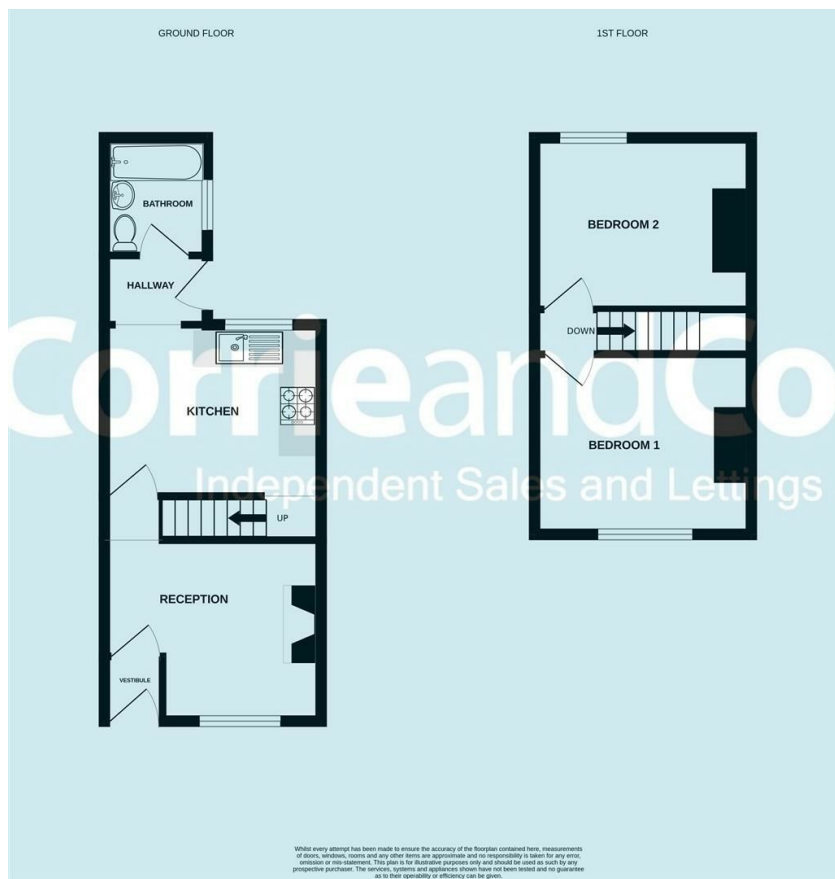 GROUND FLOOR
1ST FLOOR
BATHROOM
HALLWAY
KITCHEN
UP
RECEPTION
VESTIBULE
BEDROOM 2
DOWN
BEDROOM 1
CorrieandCo
Independent Sales and Lettings
Whilst every attempt has been made to ensure the accuracy of the floorplan contained here, measurements
of doors, windows, rooms and any other items are approximate and no responsibility is taken for any error,
omission or mis-statement. This plan is for illustrative purposes only and should be used as such by any
prospective purchaser. The services, systems and appliances shown have not been tested and no guarantee
as to their operability or efficiency can be given.